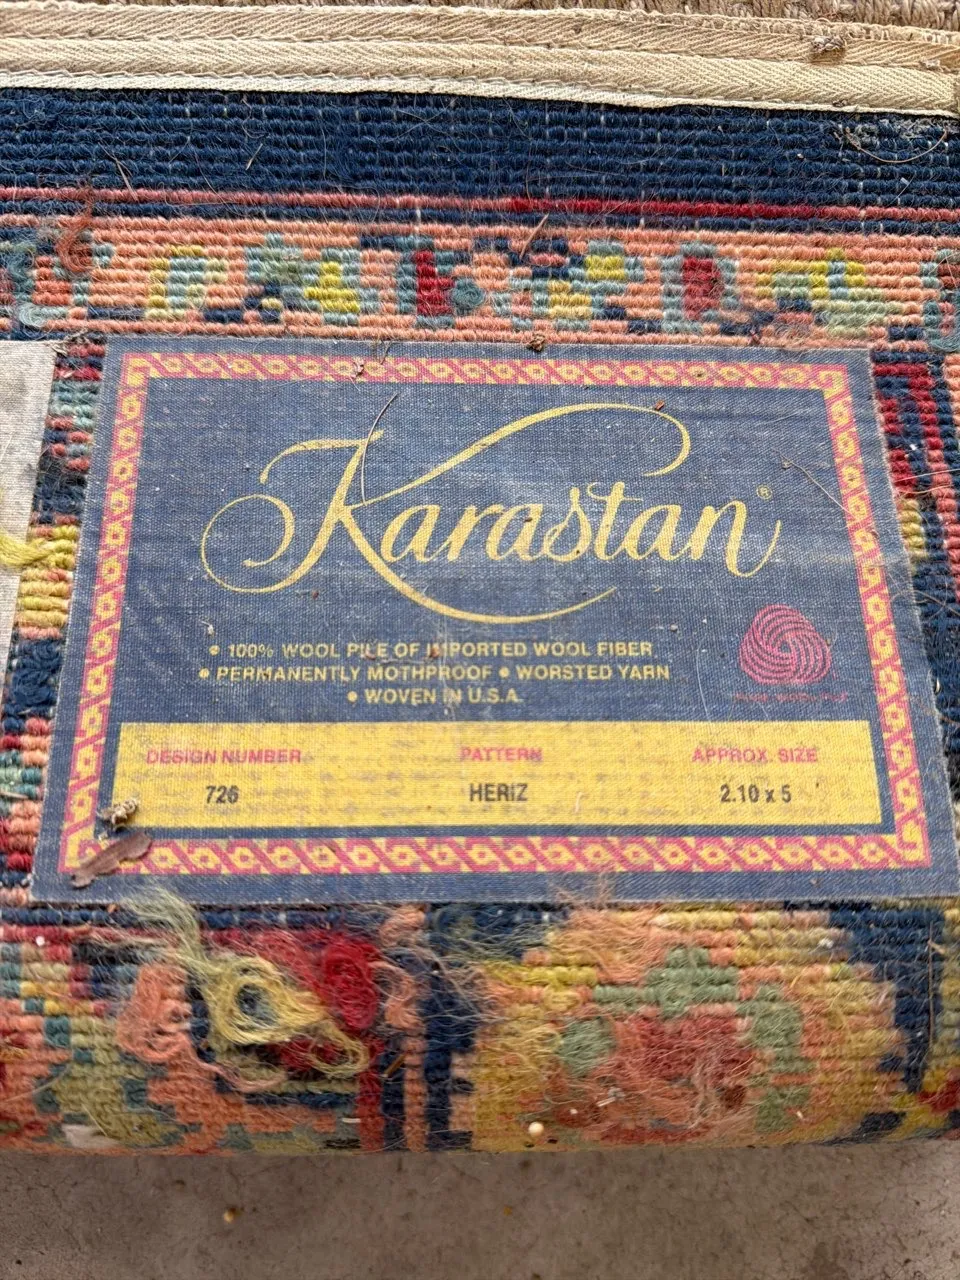 Karastan®
• 100% WOOL PILE OF IMPORTED WOOL FIBER
• PERMANENTLY MOTHPROOF • WORSTED YARN
• WOVEN IN U.S.A.
DESIGN NUMBER PATTERN APPROX. SIZE
726 HERIZ 2.10 x 5